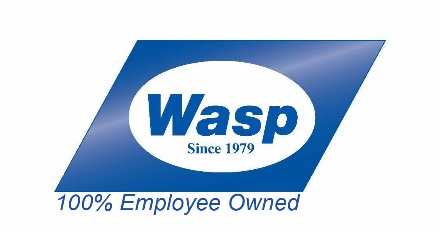 Wasp
Since 1979
100% Employee Owned